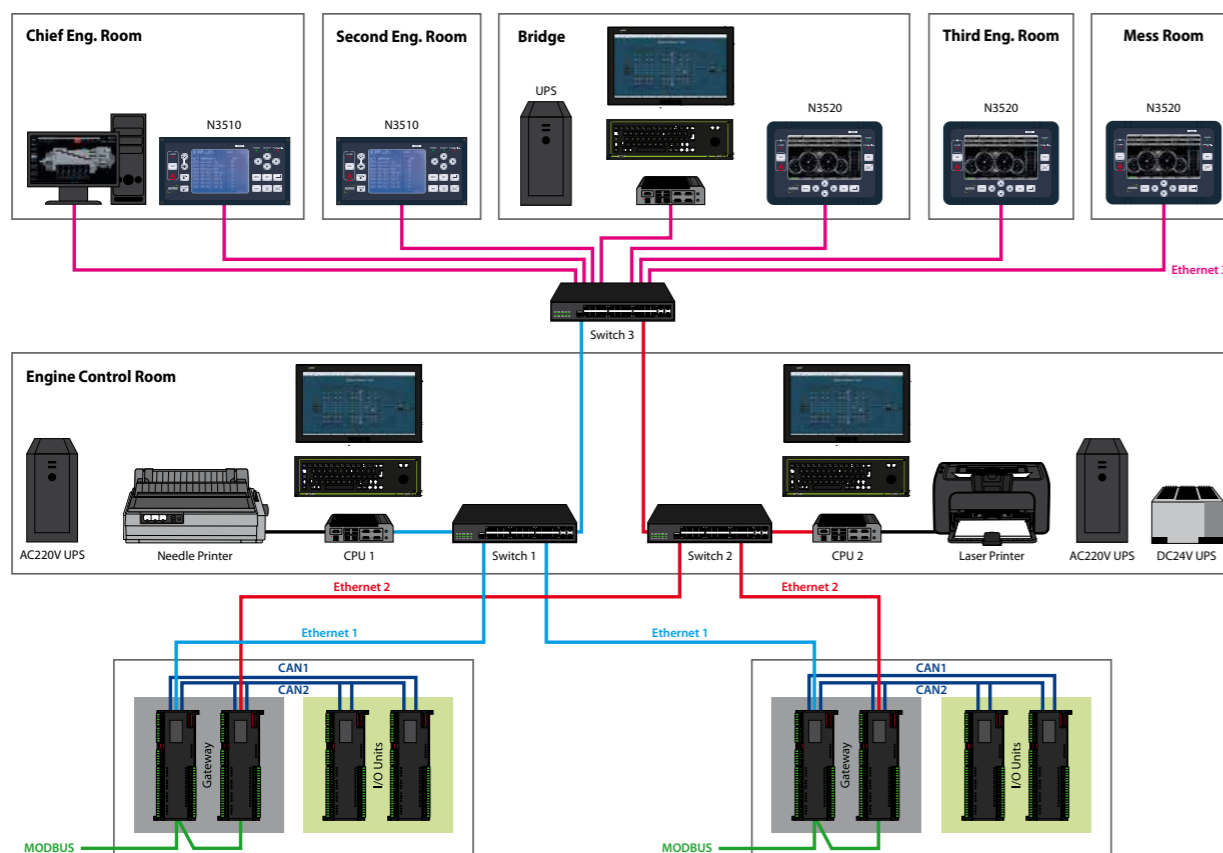 Chief Eng. Room
Second Eng. Room
Bridge
Third Eng. Room
Mess Room
UPS
N3510
N3510
N3520
N3520
N3520
Ethernet 3
Switch 3
Engine Control Room
AC220V UPS
Needle Printer
CPU 1
Switch 1
Switch 2
CPU 2
Laser Printer
AC220V UPS
DC24V UPS
Ethernet 2
Ethernet 2
Ethernet 1
Ethernet 1
CAN1
CAN2
CAN1
CAN2
Gateway
I/O Units
Gateway
I/O Units
MODBUS
MODBUS